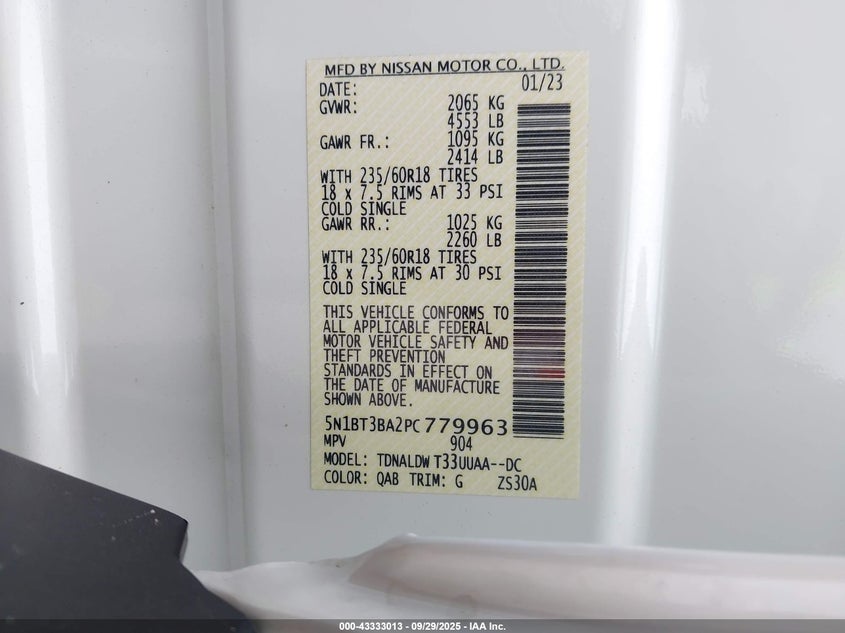 MFD BY NISSAN MOTOR CO., LTD.
DATE: 01/23
GVWR: 2065 KG
4553 LB
GAWR FR.: 1095 KG
2414 LB
WITH 235/60R18 TIRES
18 x 7.5 RIMS AT 33 PSI
COLD SINGLE
GAWR RR.: 1025 KG
2260 LB
WITH 235/60R18 TIRES
18 x 7.5 RIMS AT 30 PSI
COLD SINGLE
THIS VEHICLE CONFORMS TO
ALL APPLICABLE FEDERAL
MOTOR VEHICLE SAFETY AND
THEFT PREVENTION
STANDARDS IN EFFECT ON
THE DATE OF MANUFACTURE
SHOWN ABOVE.
5N1BT3BA2PC779963
MPV 904
MODEL: TDNALDW T33UUAA--DC
COLOR: QAB TRIM: G ZS30A
000-43333013 - 09/29/2025 - IAA Inc.